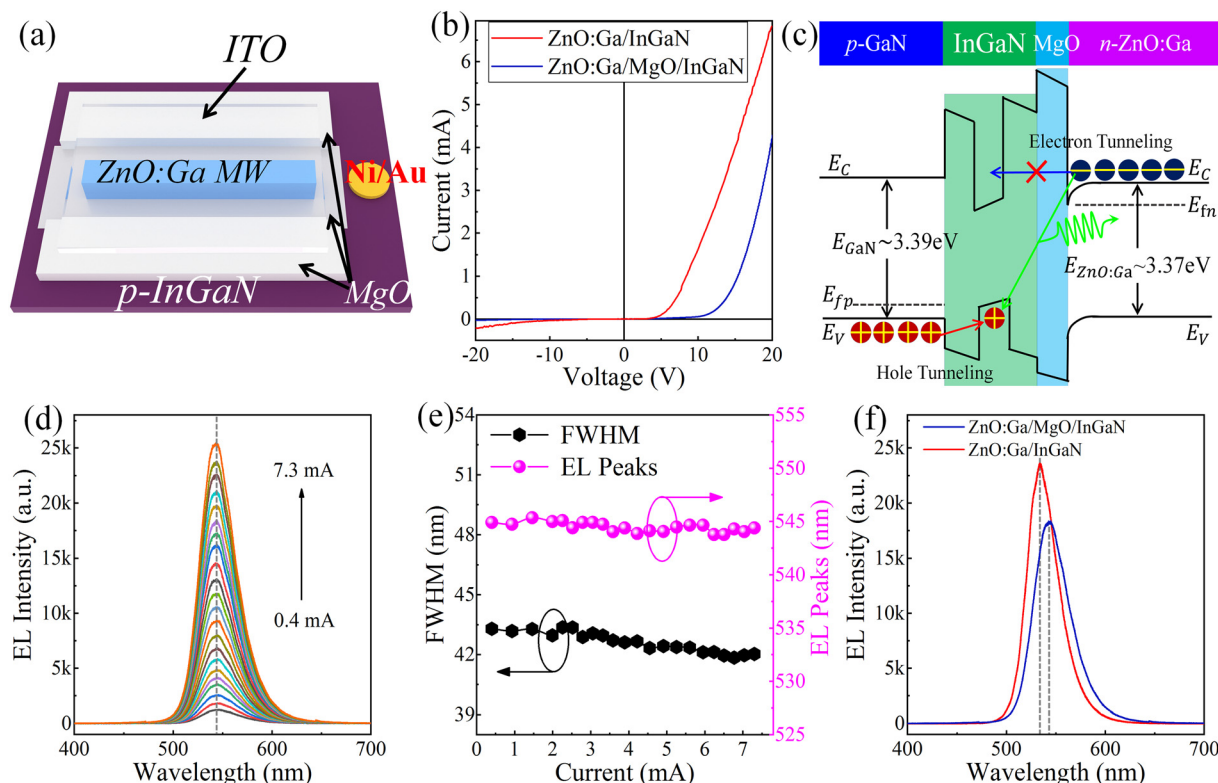 (a)
ITO
ZnO:Ga MW
Ni/Au
p-InGaN
MgO
(b)
ZnO:Ga/InGaN
ZnO:Ga/MgO/InGaN
Current (mA)
6
5
4
3
2
1
0
-20
-10
0
10
20
Voltage (V)
(c)
p-GaN
InGaN
MgO
n-ZnO:Ga
Electron Tunneling
E_C
E_C
E_fn
E_GaN~3.39eV
E_ZnO:Ga~3.37eV
E_fp
E_V
E_V
Hole Tunneling
(d)
EL Intensity (a.u.)
25k
20k
15k
10k
5k
0
7.3 mA
0.4 mA
400
500
600
700
Wavelength (nm)
(e)
FWHM
EL Peaks
FWHM (nm)
54
51
48
45
42
39
EL Peaks (nm)
555
550
545
540
535
530
525
0
1
2
3
4
5
6
7
Current (mA)
(f)
ZnO:Ga/MgO/InGaN
ZnO:Ga/InGaN
EL Intensity (a.u.)
25k
20k
15k
10k
5k
0
400
500
600
700
Wavelength (nm)